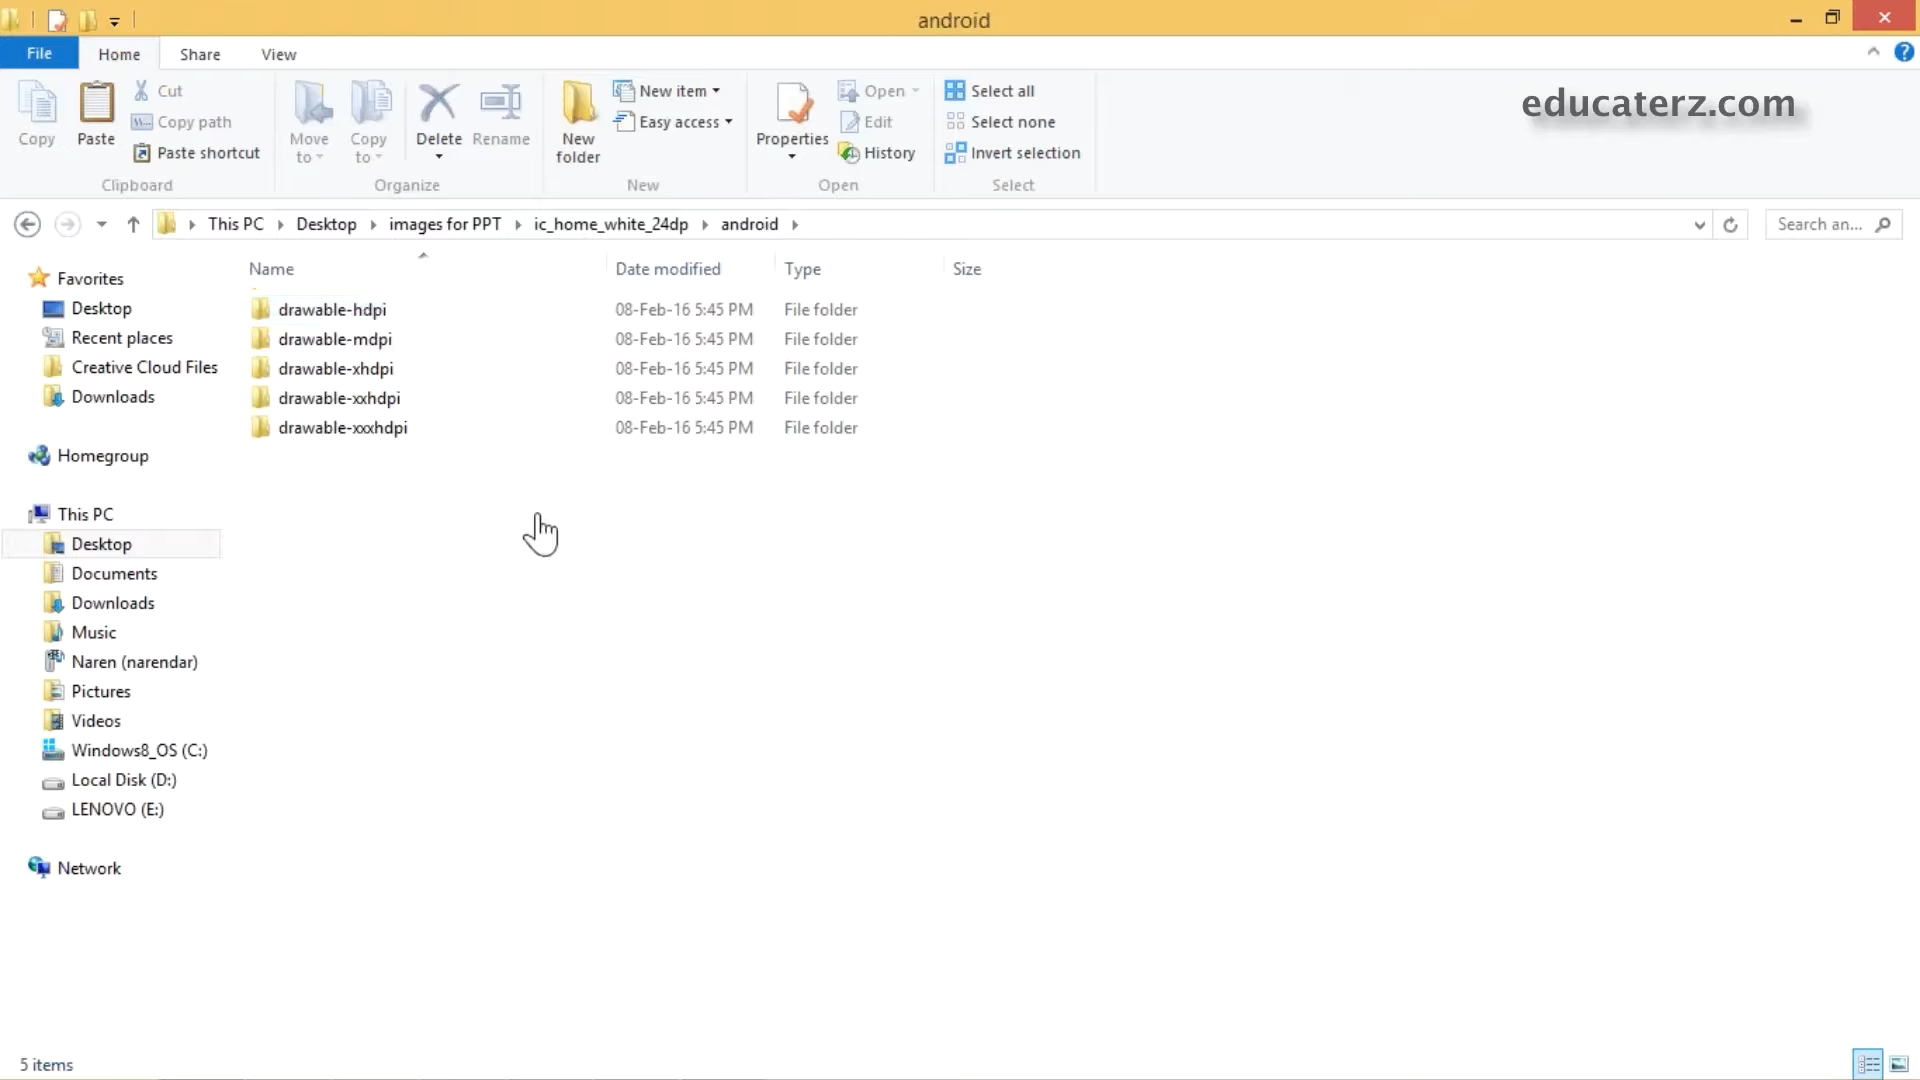 android
File Home Share View
Copy
Paste
Cut
Copy path
Paste shortcut
Clipboard
Move to
Copy to
Delete
Rename
Organize
New folder
New item
Easy access
New
Properties
Open
Edit
History
Open
Select all
Select none
Invert selection
Select
educaterz.com
This PC Desktop images for PPT ic_home_white_24dp android
Search an...
Name Date modified Type Size
drawable-hdpi 08-Feb-16 5:45 PM File folder
drawable-mdpi 08-Feb-16 5:45 PM File folder
drawable-xhdpi 08-Feb-16 5:45 PM File folder
drawable-xxhdpi 08-Feb-16 5:45 PM File folder
drawable-xxxhdpi 08-Feb-16 5:45 PM File folder
Favorites
Desktop
Recent places
Creative Cloud Files
Downloads
Homegroup
This PC
Desktop
Documents
Downloads
Music
Naren (narendar)
Pictures
Videos
Windows8_OS (C:)
Local Disk (D:)
LENOVO (E:)
Network
5 items